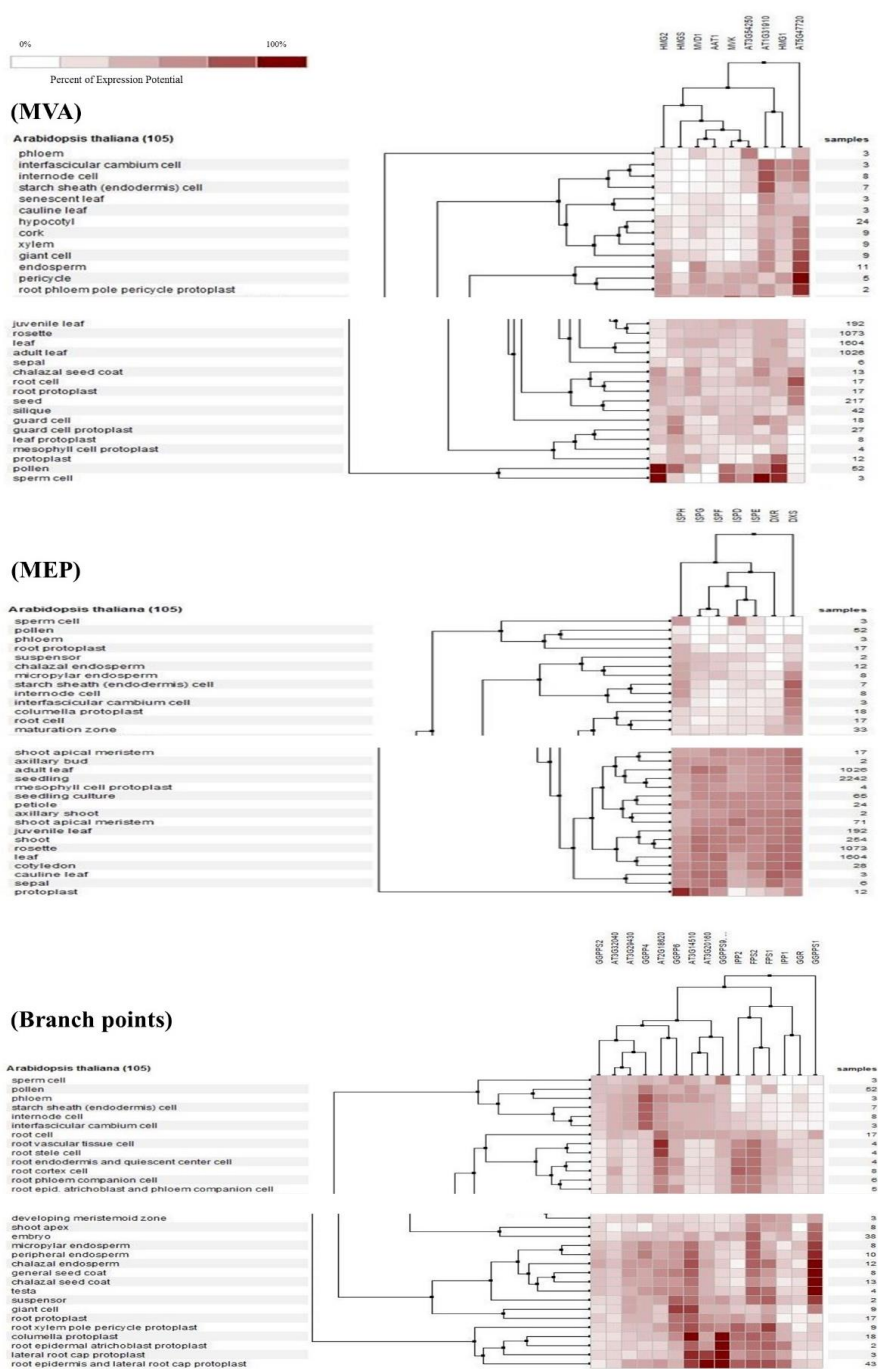 0% 100%
Percent of Expression Potential
(MVA)
HMG2 HMGS MVD1 AAT1 MVK AT3G54250 AT1G31910 HMG1 AT5G47720
Arabidopsis thaliana (105) samples
phloem 3
interfascicular cambium cell 3
internode cell 8
starch sheath (endodermis) cell 7
senescent leaf 3
cauline leaf 3
hypocotyl 24
cork 9
xylem 9
giant cell 9
endosperm 11
pericycle 5
root phloem pole pericycle protoplast 2
juvenile leaf 192
rosette 1073
leaf 1604
adult leaf 1026
sepal 6
chalazal seed coat 13
root cell 17
root protoplast 17
seed 217
silique 42
guard cell 18
guard cell protoplast 27
leaf protoplast 8
mesophyll cell protoplast 4
protoplast 12
pollen 52
sperm cell 3
(MEP)
ISPH ISPG ISPF ISPD ISPE DXR DXS
Arabidopsis thaliana (105) samples
sperm cell 3
pollen 52
phloem 3
root protoplast 17
suspensor 2
chalazal endosperm 12
micropylar endosperm 8
starch sheath (endodermis) cell 7
internode cell 8
interfascicular cambium cell 3
columella protoplast 18
root cell 17
maturation zone 33
shoot apical meristem 17
axillary bud 2
adult leaf 1026
seedling 2242
mesophyll cell protoplast 4
seedling culture 65
petiole 24
axillary shoot 2
shoot apical meristem 71
juvenile leaf 192
shoot 254
rosette 1073
leaf 1604
cotyledon 28
cauline leaf 3
sepal 6
protoplast 12
(Branch points)
GGPPS2 AT3G32040 AT3G29430 GGPP4 AT2G18620 GGPP6 AT3G14510 AT3G20160 GGPPS9,... IPP2 FPS2 FPS1 IPP1 GGR GGPPS1
Arabidopsis thaliana (105) samples
sperm cell 3
pollen 52
phloem 3
starch sheath (endodermis) cell 7
internode cell 8
interfascicular cambium cell 3
root cell 17
root vascular tissue cell 4
root stele cell 4
root endodermis and quiescent center cell 4
root cortex cell 8
root phloem companion cell 6
root epid. atrichoblast and phloem companion cell 5
developing meristemoid zone 3
shoot apex 8
embryo 38
micropylar endosperm 8
peripheral endosperm 10
chalazal endosperm 12
general seed coat 8
chalazal seed coat 13
testa 4
suspensor 2
giant cell 9
root protoplast 17
root xylem pole pericycle protoplast 9
columella protoplast 18
root epidermal atrichoblast protoplast 2
lateral root cap protoplast 3
root epidermis and lateral root cap protoplast 43